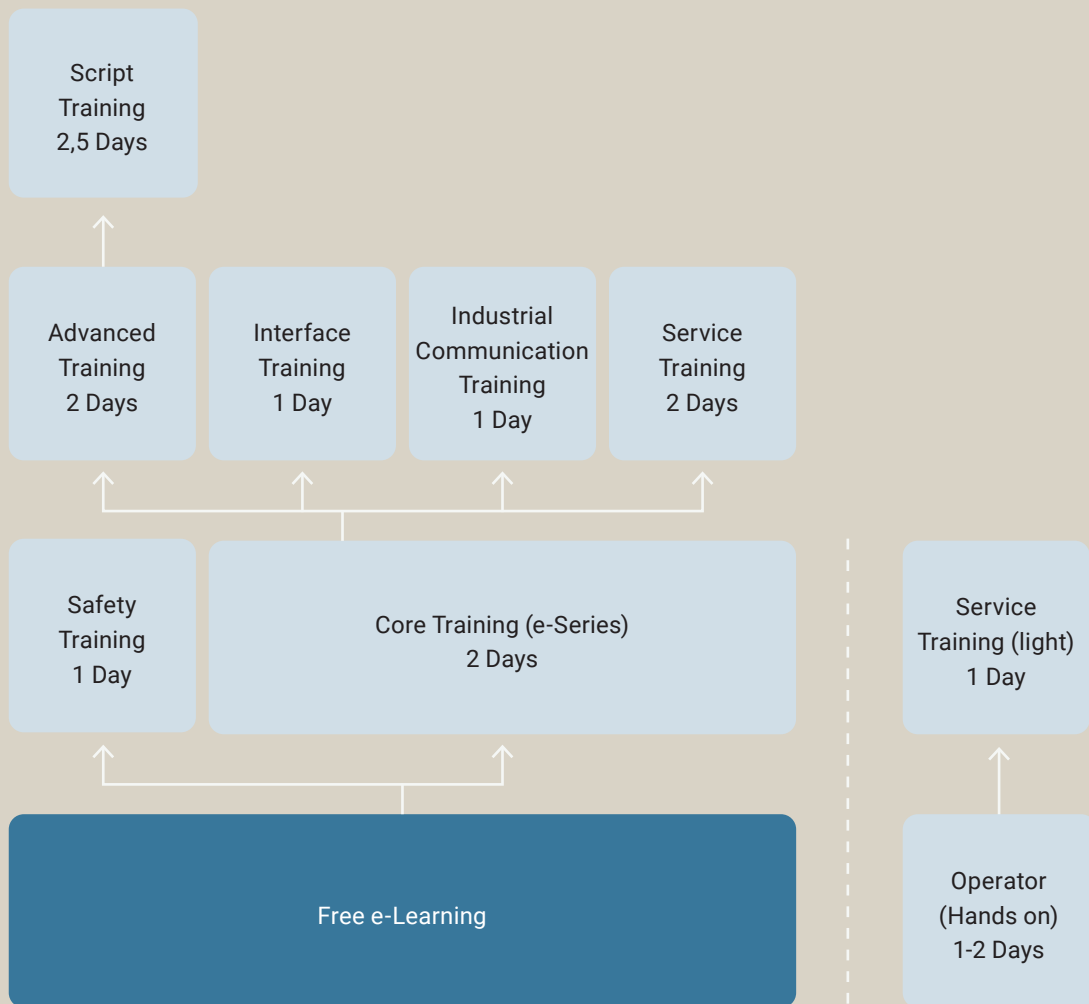 Script
Training
2,5 Days
Advanced
Training
2 Days
Interface
Training
1 Day
Industrial
Communication
Training
1 Day
Service
Training
2 Days
Safety
Training
1 Day
Core Training (e-Series)
2 Days
Service
Training (light)
1 Day
Free e-Learning
Operator
(Hands on)
1-2 Days